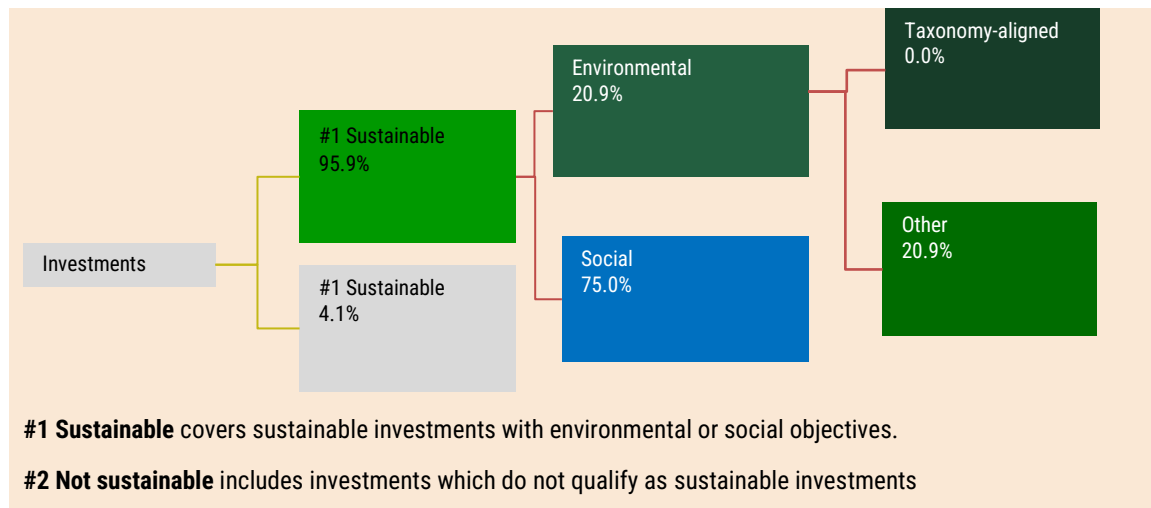 Taxonomy-aligned
0.0%
Environmental
20.9%
#1 Sustainable
95.9%
Other
20.9%
Investments
Social
75.0%
#1 Sustainable
4.1%
#1 Sustainable covers sustainable investments with environmental or social objectives.
#2 Not sustainable includes investments which do not qualify as sustainable investments